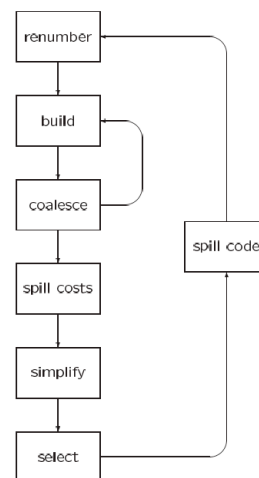 renumber
build
coalesce
spill code
spill costs
simplify
select